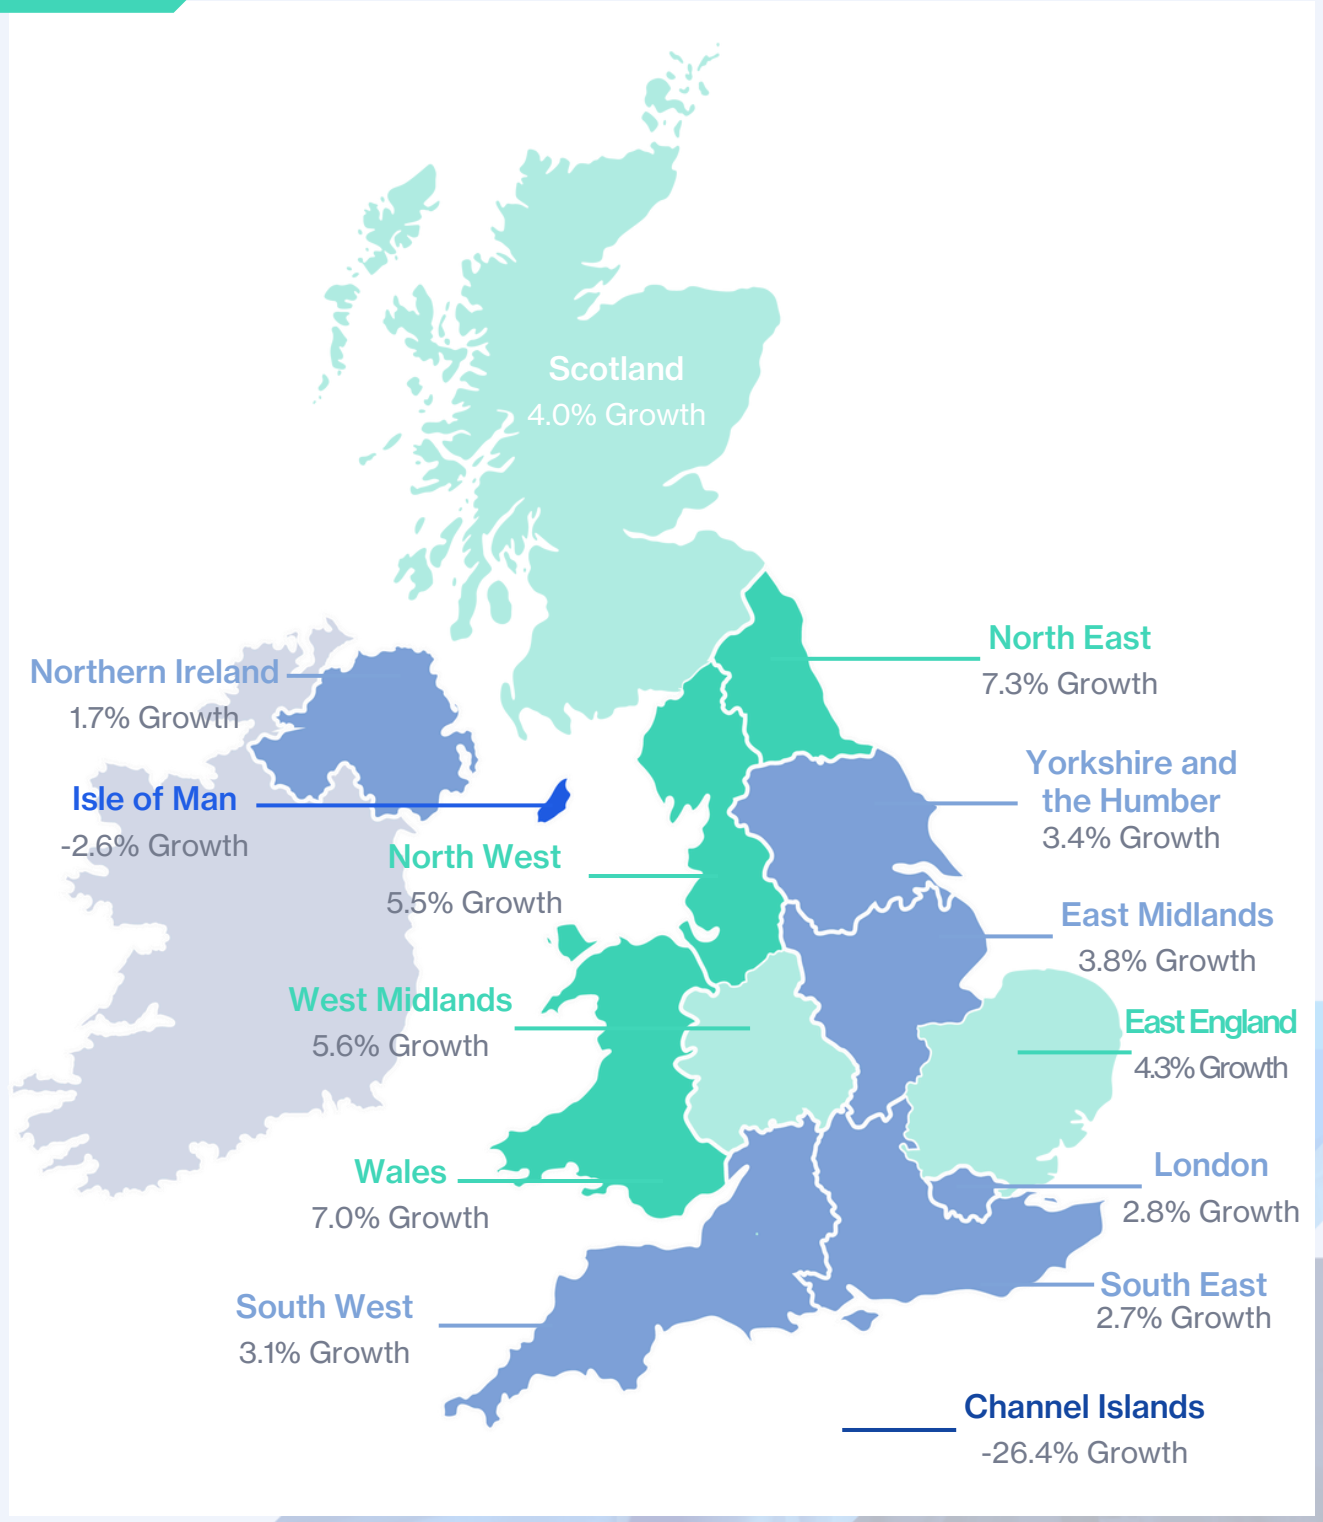 Scotland
4.0% Growth
North East
7.3% Growth
Northern Ireland
1.7% Growth
Yorkshire and
the Humber
3.4% Growth
Isle of Man
-2.6% Growth
North West
5.5% Growth
East Midlands
3.8% Growth
West Midlands
5.6% Growth
East England
4.3% Growth
Wales
7.0% Growth
London
2.8% Growth
South East
2.7% Growth
South West
3.1% Growth
Channel Islands
-26.4% Growth